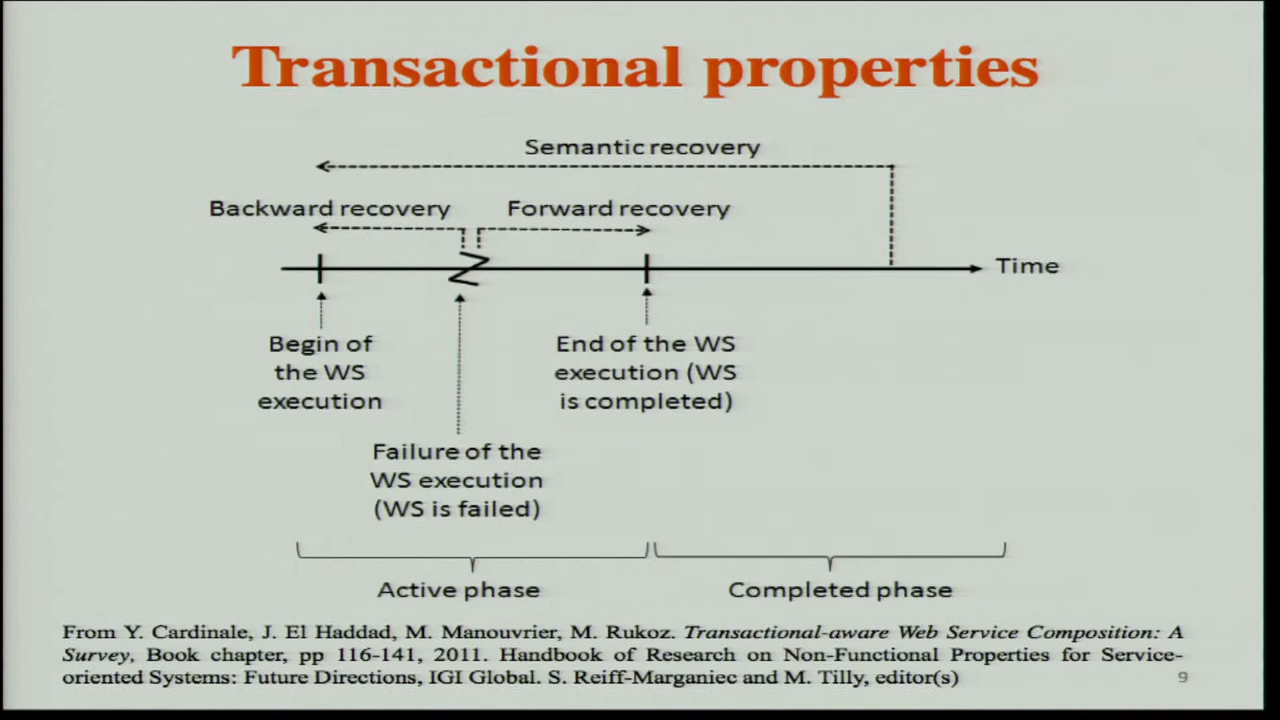 Transactional properties
Semantic recovery
Backward recovery
Forward recovery
Time
Begin of
the WS
execution
End of the WS
execution (WS
is completed)
Failure of the
WS execution
(WS is failed)
Active phase
Completed phase
From Y. Cardinale, J. El Haddad, M. Manouvrier, M. Rukoz. Transactional-aware Web Service Composition: A
Survey, Book chapter, pp 116-141, 2011. Handbook of Research on Non-Functional Properties for Service-
oriented Systems: Future Directions, IGI Global. S. Reiff-Marganiec and M. Tilly, editor(s)
9